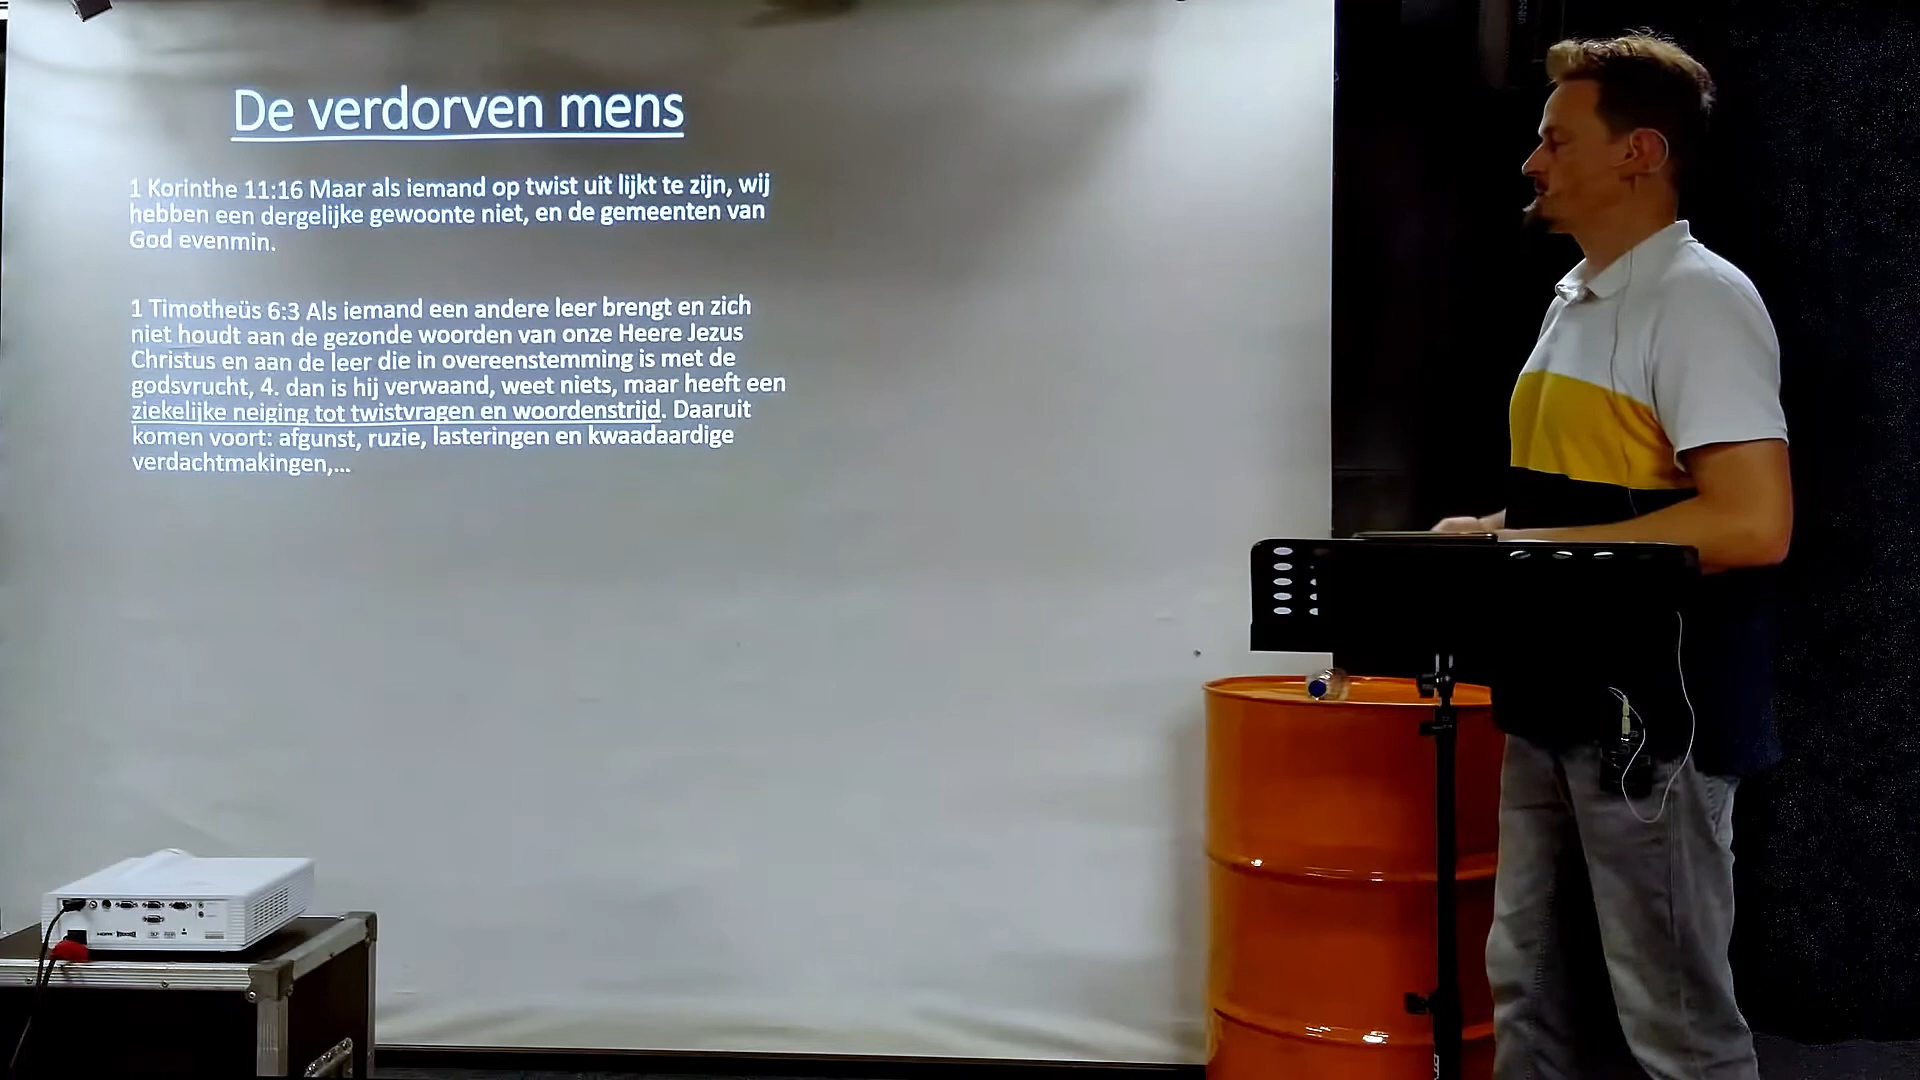 De verdorven mens
1 Korinthe 11:16 Maar als iemand op twist uit lijkt te zijn, wij
hebben een dergelijke gewoonte niet, en de gemeenten van
God evenmin.
1 Timotheüs 6:3 Als iemand een andere leer brengt en zich
niet houdt aan de gezonde woorden van onze Heere Jezus
Christus en aan de leer die in overeenstemming is met de
godsvrucht, 4. dan is hij verwaand, weet niets, maar heeft een
ziekelijke neiging tot twistvragen en woordenstrijd. Daaruit
komen voort: afgunst, ruzie, lasteringen en kwaadaardige
verdachtmakingen,...